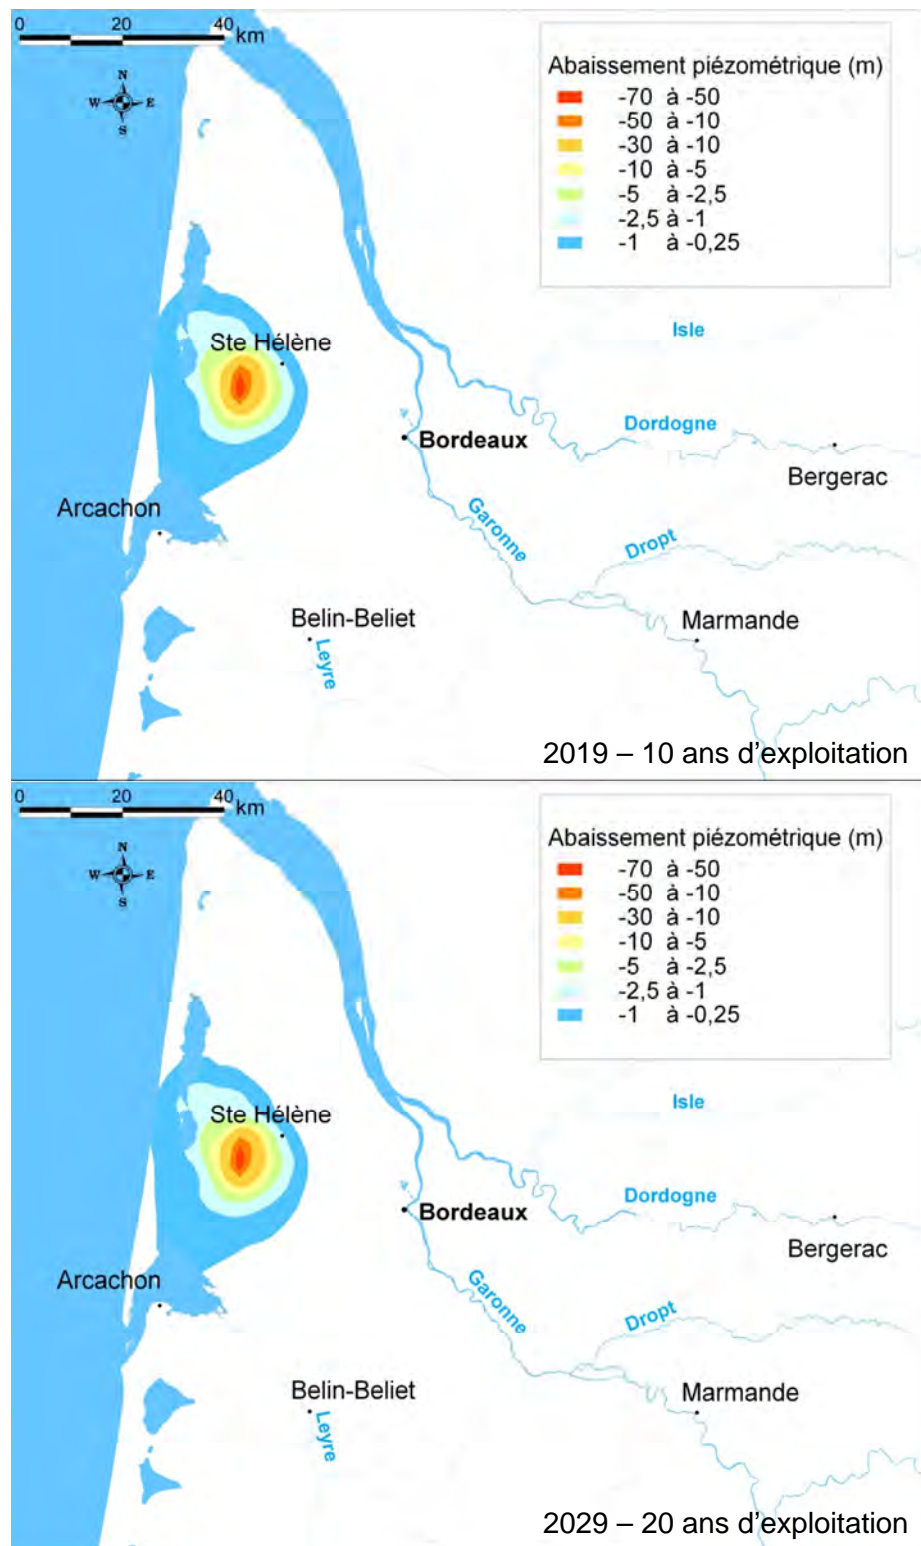 0 20 40 km
N
W E
S
Abaissement piézométrique (m)
-70 à -50
-50 à -10
-30 à -10
-10 à -5
-5 à -2,5
-2,5 à -1
-1 à -0,25
Isle
Ste Hélène
Dordogne
Bordeaux
Bergerac
Arcachon
Garonne
Dropt
Belin-Beliet
Marmande
Leyre
2019 – 10 ans d'exploitation
0 20 40 km
N
W E
S
Abaissement piézométrique (m)
-70 à -50
-50 à -10
-30 à -10
-10 à -5
-5 à -2,5
-2,5 à -1
-1 à -0,25
Isle
Ste Hélène
Dordogne
Bordeaux
Bergerac
Arcachon
Garonne
Dropt
Belin-Beliet
Marmande
Leyre
2029 – 20 ans d'exploitation